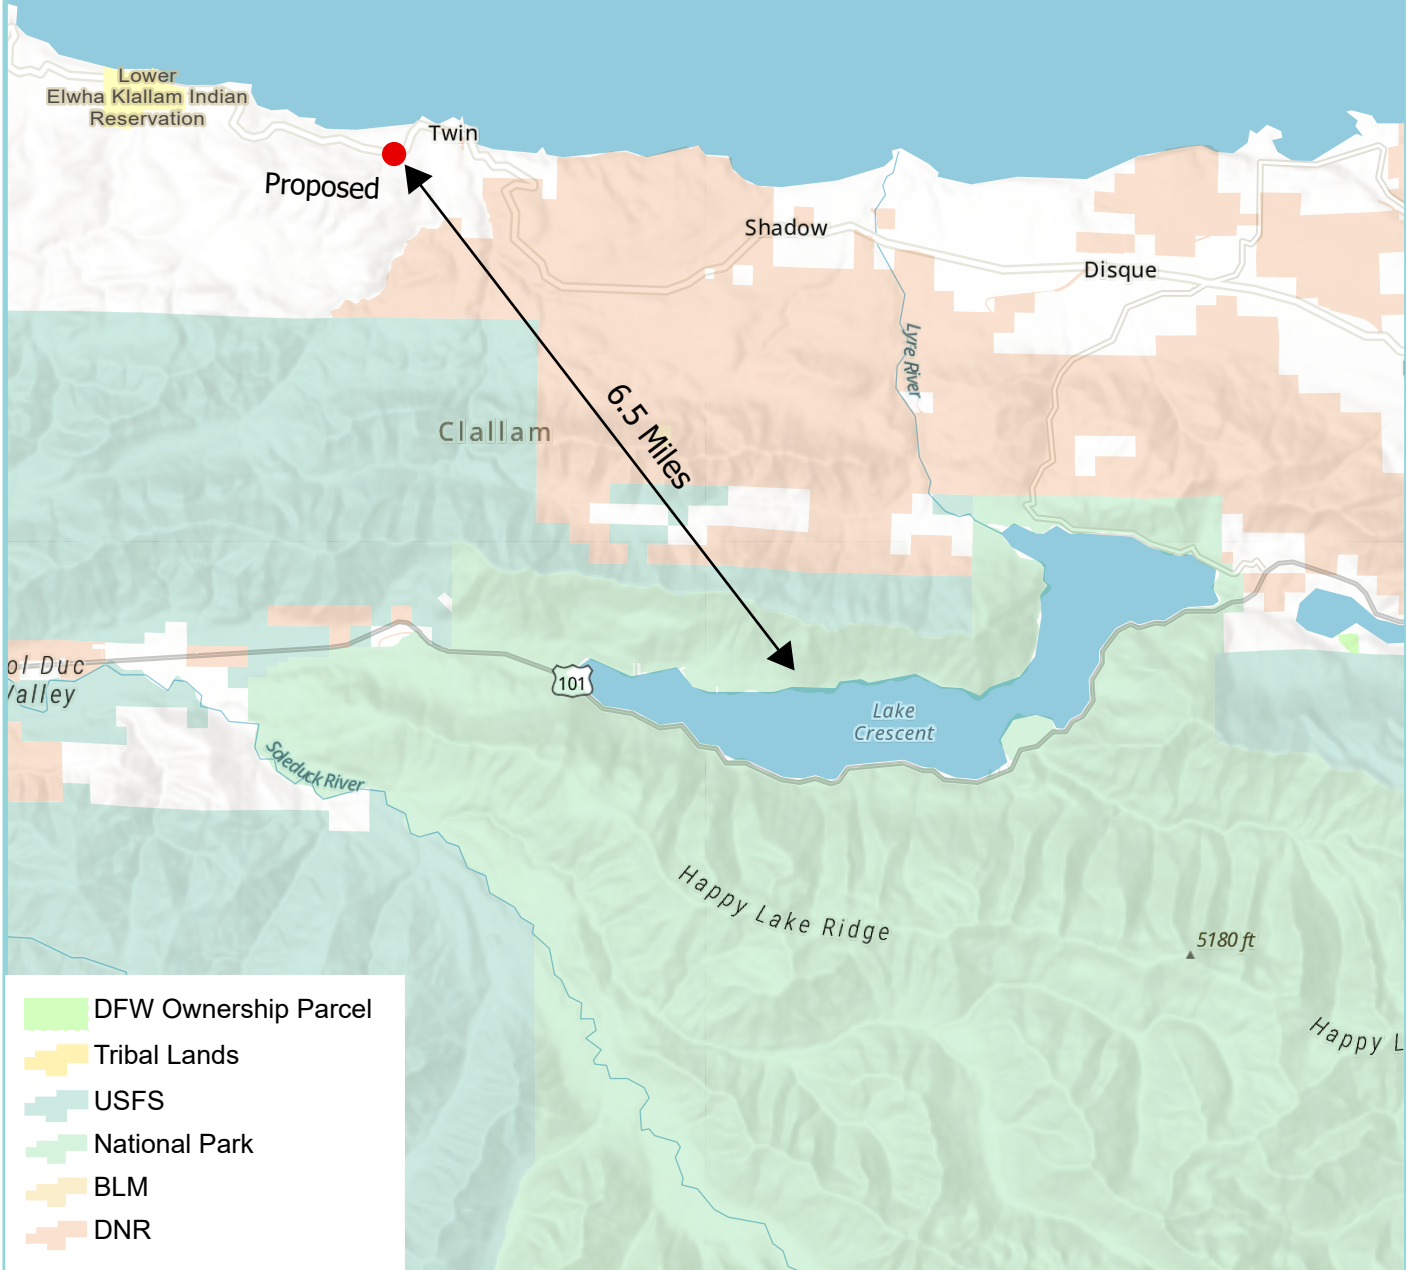 Lower
Elwha Klallam Indian
Reservation
Twin
Proposed
Shadow
Disque
Lyre River
6.5 Miles
Clallam
ol Duc
Valley
101
Lake
Crescent
Soleduck River
Happy Lake Ridge
5180 ft
Happy L
DFW Ownership Parcel
Tribal Lands
USFS
National Park
BLM
DNR